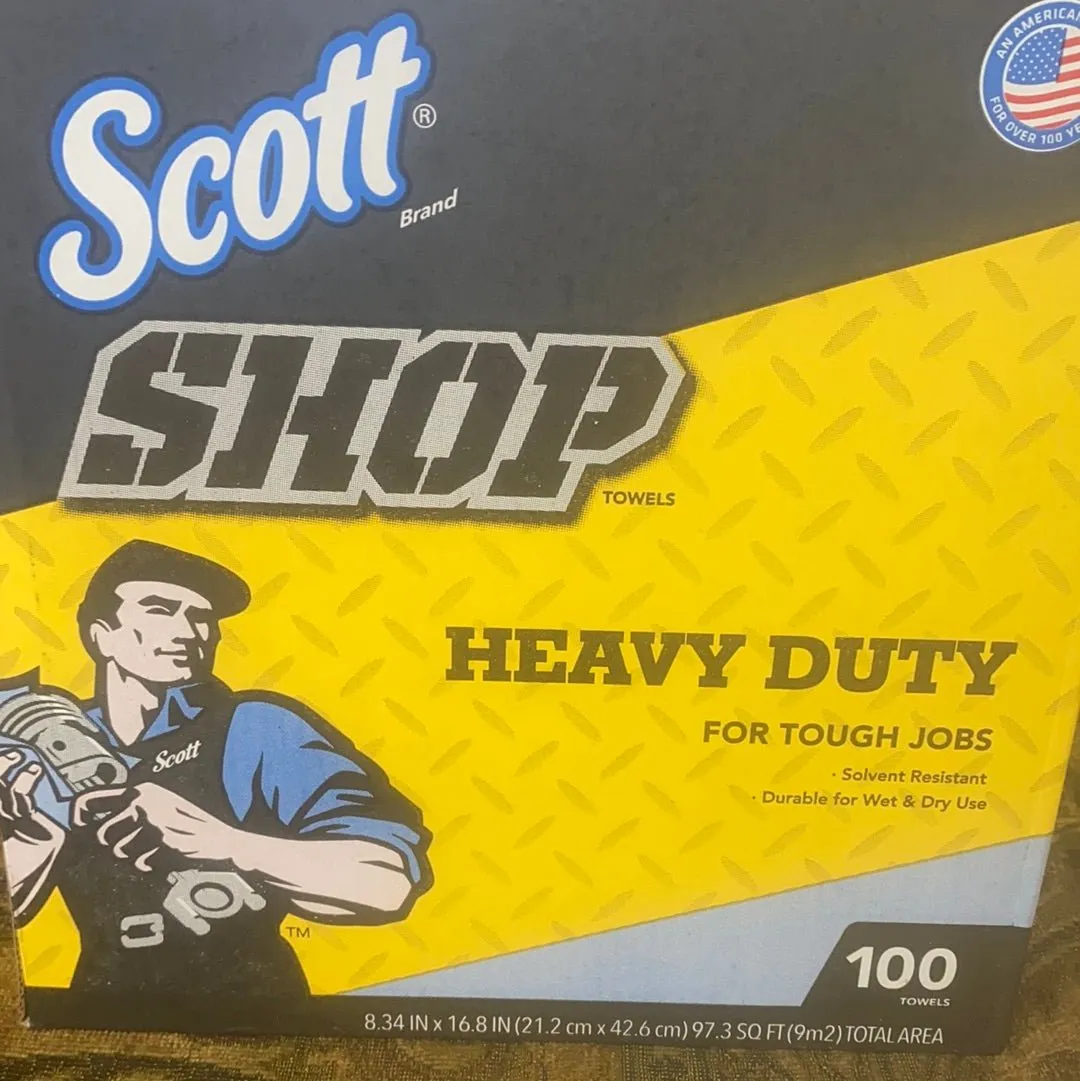 Scott®
Brand
AN AMERICAN
FOR OVER 100
SHOP
TOWELS
HEAVY DUTY
FOR TOUGH JOBS
· Solvent Resistant
· Durable for Wet & Dry Use
Scott
TM
100
TOWELS
8.34 IN x 16.8 IN (21.2 cm x 42.6 cm) 97.3 SQ FT (9m2) TOTAL AREA